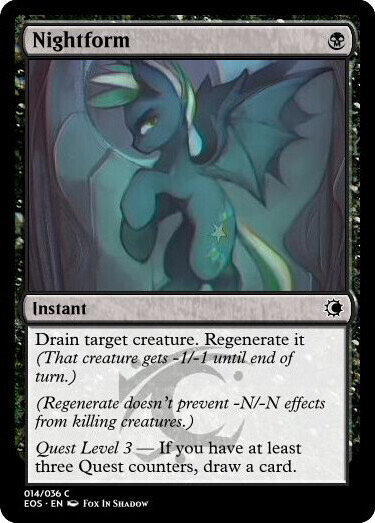 Nightform
Instant
Drain target creature. Regenerate it
(That creature gets -1/-1 until end of
turn.)
(Regenerate doesn't prevent -N/-N effects
from killing creatures.)
Quest Level 3 — If you have at least
three Quest counters, draw a card.
014/036 C
EOS • EN Fox In Shadow